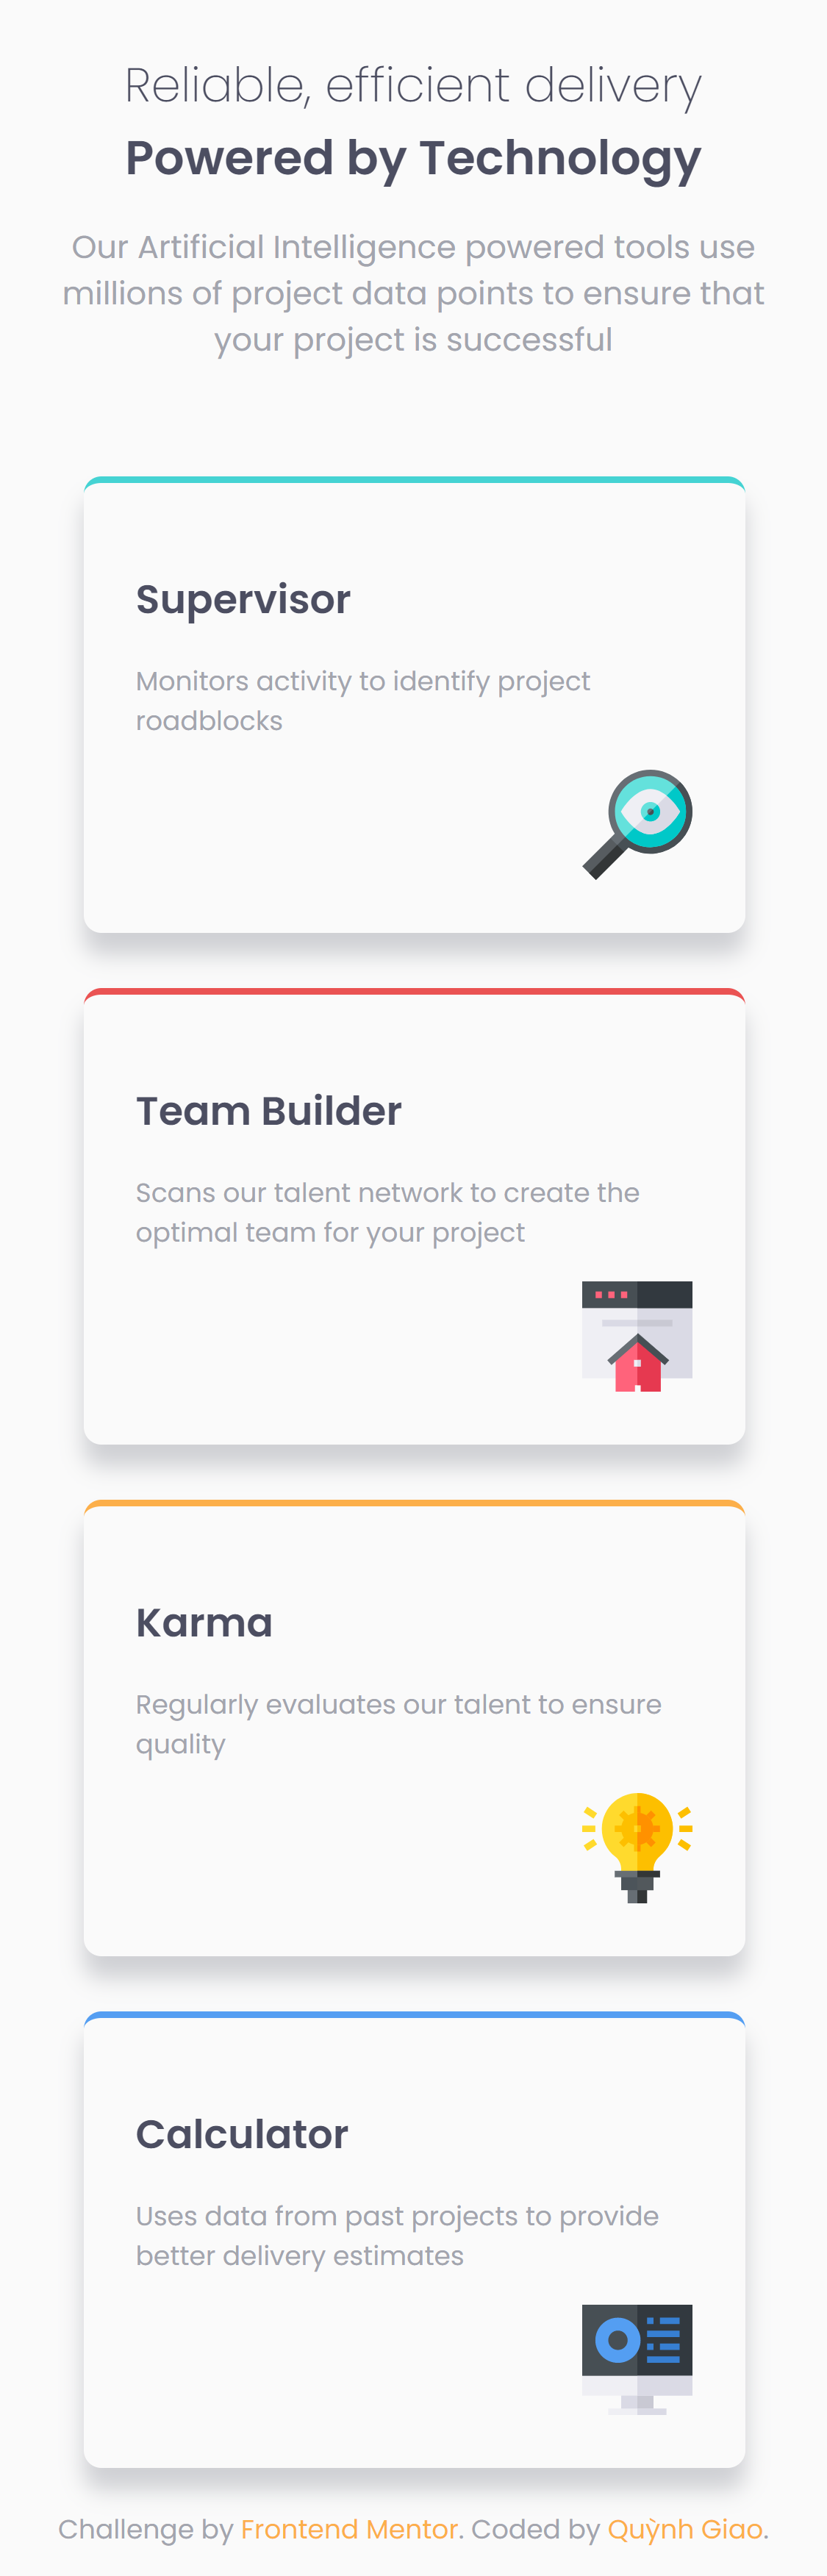 Reliable, efficient delivery
Powered by Technology
Our Artificial Intelligence powered tools use
millions of project data points to ensure that
your project is successful
Supervisor
Monitors activity to identify project
roadblocks
Team Builder
Scans our talent network to create the
optimal team for your project
Karma
Regularly evaluates our talent to ensure
quality
Calculator
Uses data from past projects to provide
better delivery estimates
Challenge by Frontend Mentor. Coded by Quỳnh Giao.